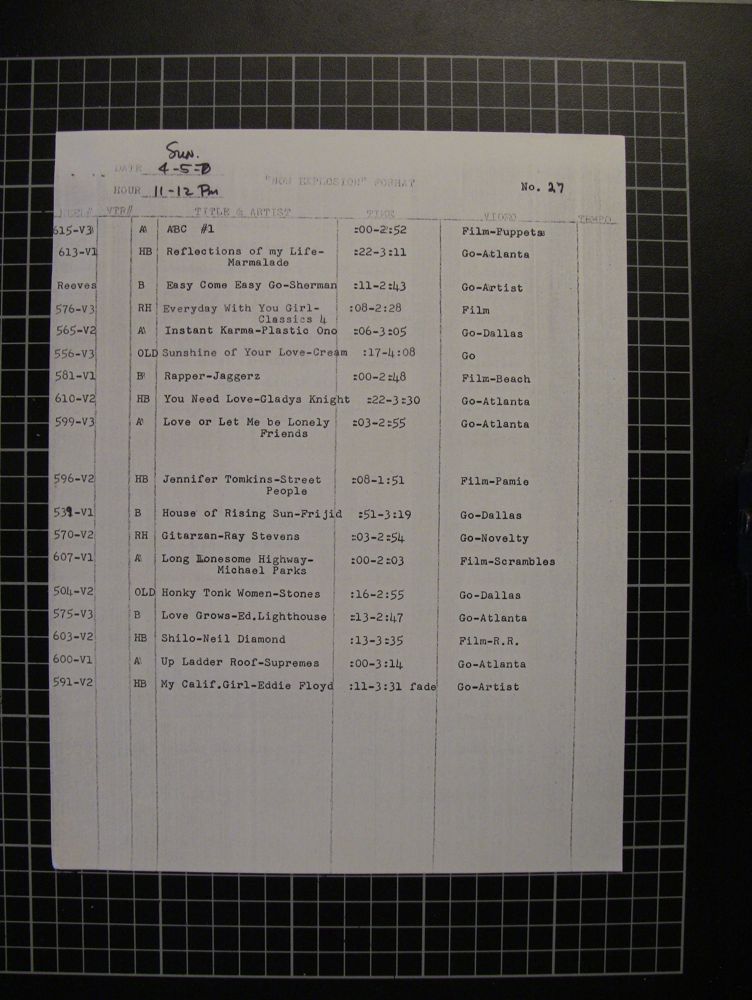 Sun.
DATE 4-5-70
"NOW EXPLOSION" FORMAT No. 27
HOUR 11-12 Pm
REEL# VTR# TITLE & ARTIST TIME VIDEO TEMPO
615-V3 A ABC #1 :00-2:52 Film-Puppets
613-V1 HB Reflections of my Life- :22-3:11 Go-Atlanta
Marmalade
Reeves B Easy Come Easy Go-Sherman :11-2:43 Go-Artist
576-V3 RH Everyday With You Girl- :08-2:28 Film
Classics 4
565-V2 A Instant Karma-Plastic Ono :06-3:05 Go-Dallas
556-V3 OLD Sunshine of Your Love-Cream :17-4:08 Go
581-V1 B Rapper-Jaggerz :00-2:48 Film-Beach
610-V2 HB You Need Love-Gladys Knight :22-3:30 Go-Atlanta
599-V3 A Love or Let Me be Lonely :03-2:55 Go-Atlanta
Friends
596-V2 HB Jennifer Tomkins-Street :08-1:51 Film-Pamie
People
539-V1 B House of Rising Sun-Frijid :51-3:19 Go-Dallas
570-V2 RH Gitarzan-Ray Stevens :03-2:54 Go-Novelty
607-V1 A Long Lonesome Highway- :00-2:03 Film-Scrambles
Michael Parks
504-V2 OLD Honky Tonk Women-Stones :16-2:55 Go-Dallas
575-V3 B Love Grows-Ed.Lighthouse :13-2:47 Go-Atlanta
603-V2 HB Shilo-Neil Diamond :13-3:35 Film-R.R.
600-V1 A Up Ladder Roof-Supremes :00-3:14 Go-Atlanta
591-V2 HB My Calif.Girl-Eddie Floyd :11-3:31 fade Go-Artist